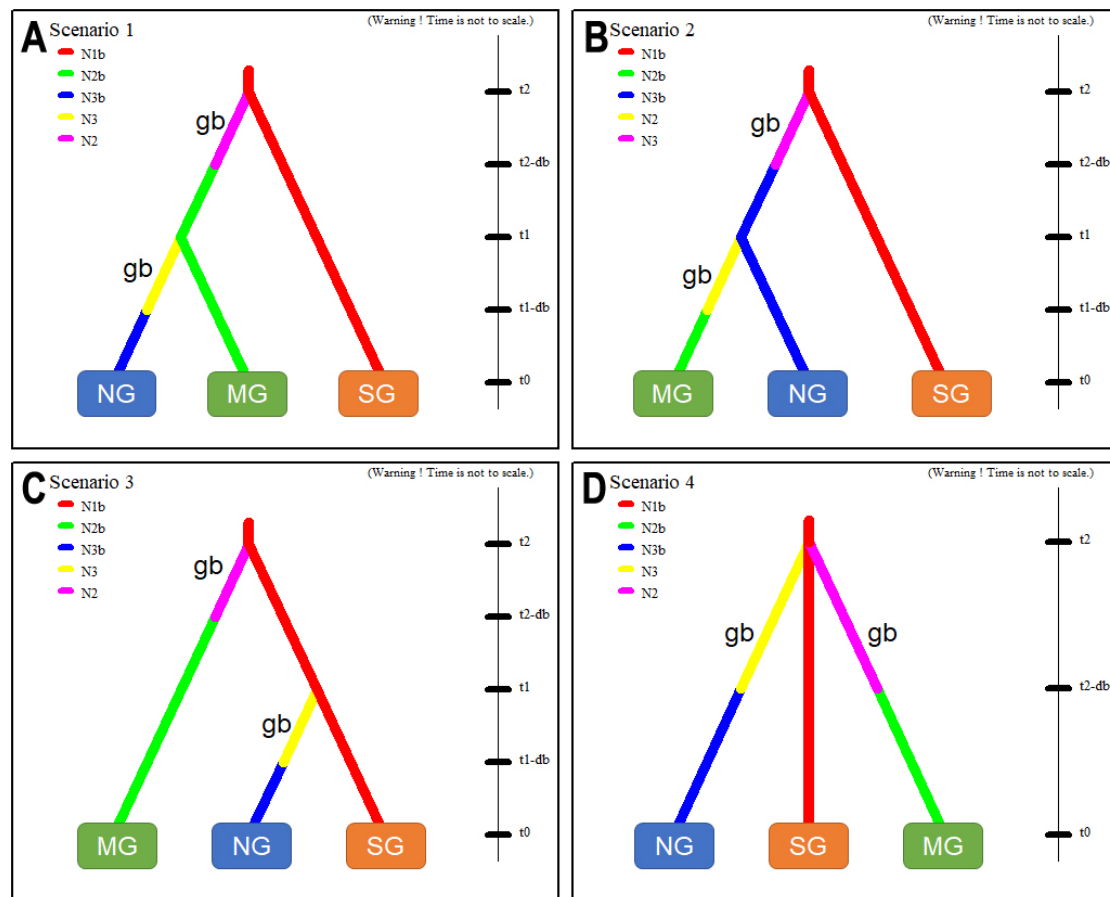 A Scenario 1
(Warning ! Time is not to scale.)
N1b
N2b
N3b
N3
N2
gb
gb
t2
t2-db
t1
t1-db
t0
NG MG SG
B Scenario 2
(Warning ! Time is not to scale.)
N1b
N2b
N3b
N2
N3
gb
gb
t2
t2-db
t1
t1-db
t0
MG NG SG
C Scenario 3
(Warning ! Time is not to scale.)
N1b
N2b
N3b
N3
N2
gb
gb
t2
t2-db
t1
t1-db
t0
MG NG SG
D Scenario 4
(Warning ! Time is not to scale.)
N1b
N2b
N3b
N3
N2
gb gb
t2
t2-db
t0
NG SG MG